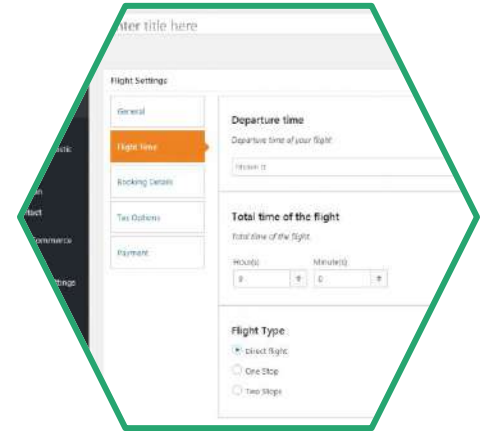 nter title here
Flight Settings
General
Flight Time
Booking Details
Tax Options
Payment
Departure time
Departure time of your flight
Total time of the flight
Total time of the flight
Hour(s)
Minute(s)
0
Flight Type
Direct flight
One Stop
Two Stops
ommerce